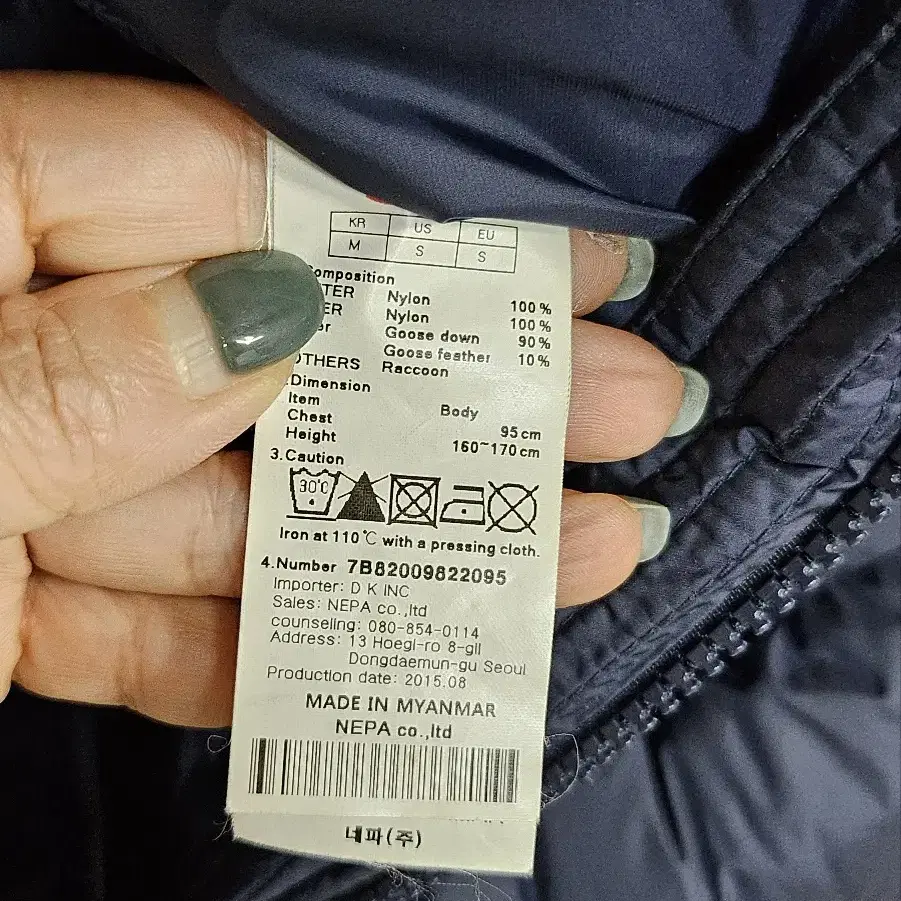 KR US EU
M S S
omposition
TER Nylon 100%
ER Nylon 100%
r Goose down 90%
Goose feather 10%
OTHERS Raccoon
.Dimension
Item Body
Chest 95cm
Height 160~170cm
3.Caution
30℃
Iron at 110℃ with a pressing cloth.
4.Number 7B82009822095
Importer: D K INC
Sales: NEPA co.,ltd
counseling: 080-854-0114
Address: 13 Hoegi-ro 8-gil
Dongdaemun-gu Seoul
Production date: 2015.08
MADE IN MYANMAR
NEPA co.,ltd
네파(주)